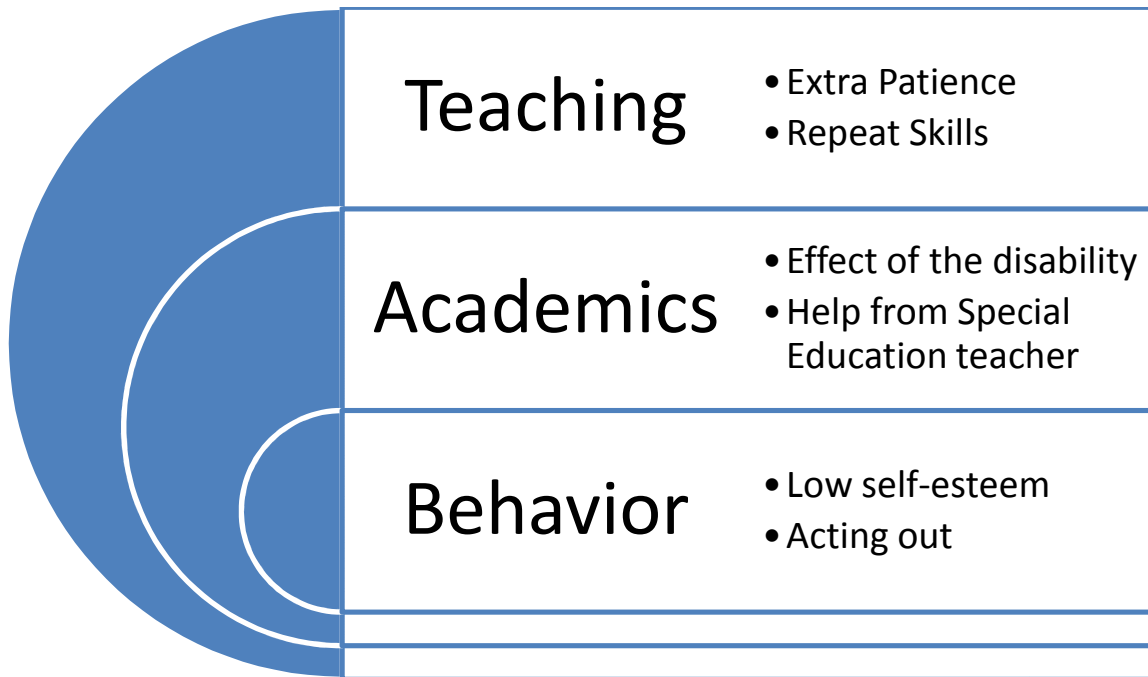 Teaching
• Extra Patience
• Repeat Skills
Academics
• Effect of the disability
• Help from Special
Education teacher
Behavior
• Low self-esteem
• Acting out